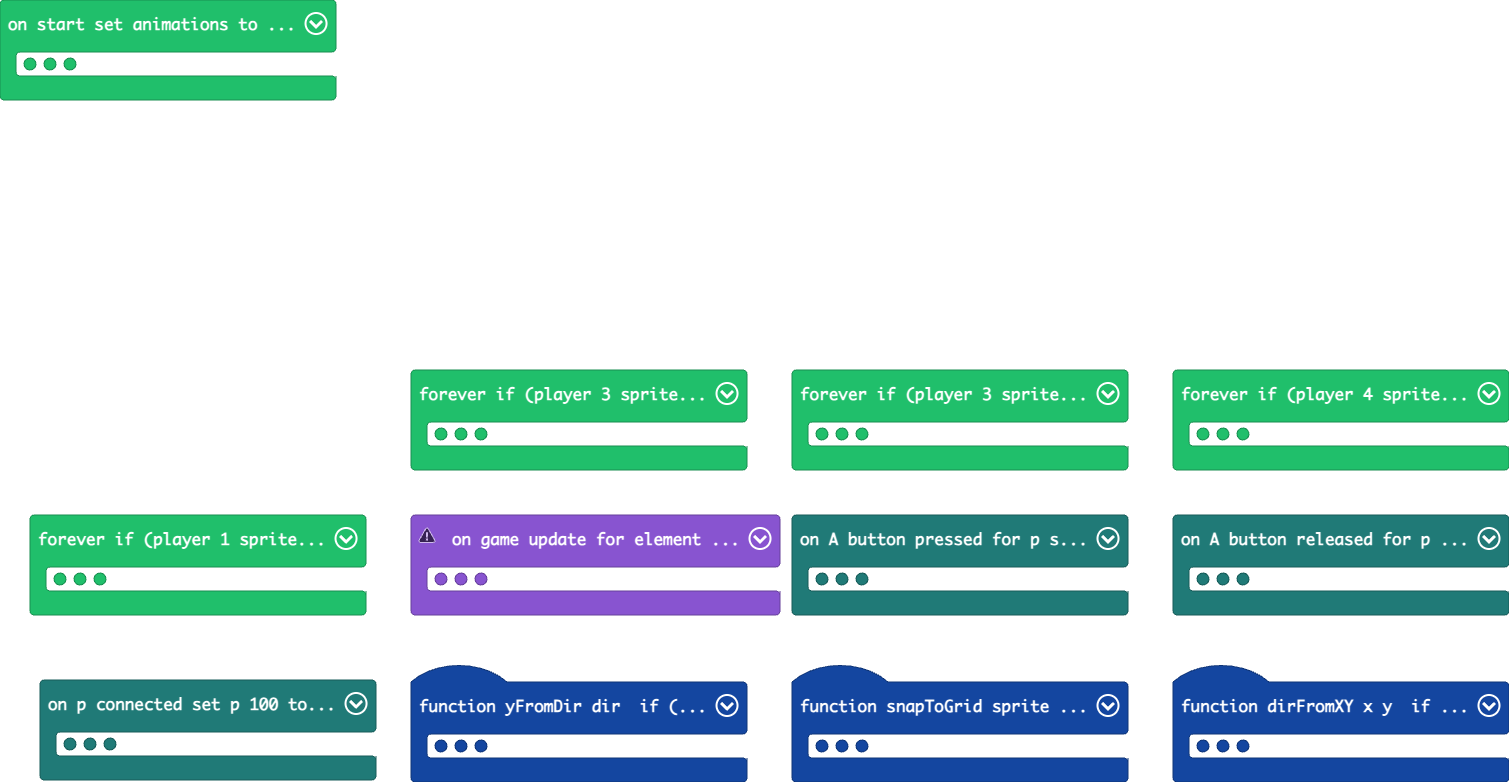 on start set animations to ...
forever if (player 3 sprite...
forever if (player 3 sprite...
forever if (player 4 sprite...
forever if (player 1 sprite...
on game update for element ...
on A button pressed for p s...
on A button released for p ...
on p connected set p 100 to...
function yFromDir dir  if (...
function snapToGrid sprite ...
function dirFromXY x y  if ...